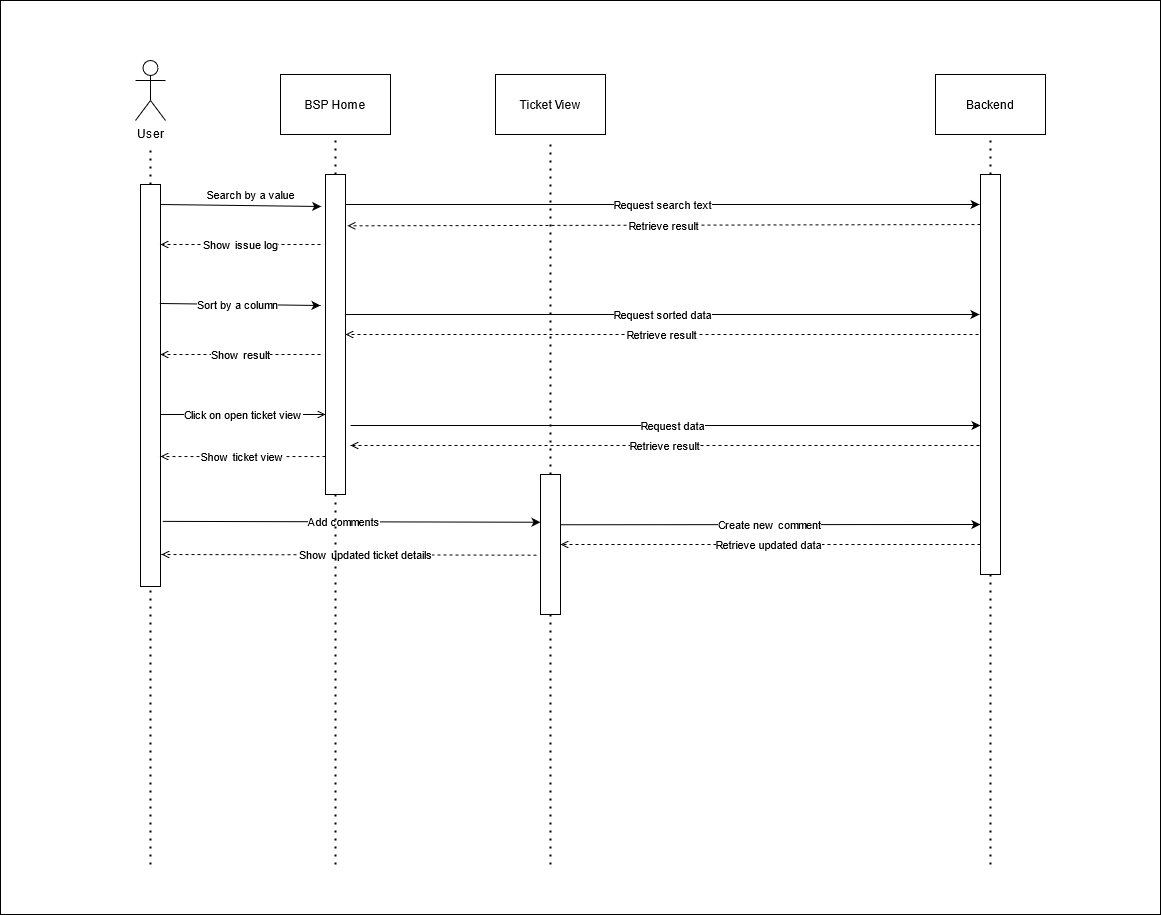 User
BSP Home
Ticket View
Backend
Search by a value
Request search text
Retrieve result
Show issue log
Sort by a column
Request sorted data
Retrieve result
Show result
Click on open ticket view
Request data
Retrieve result
Show ticket view
Add comments
Create new comment
Retrieve updated data
Show updated ticket details